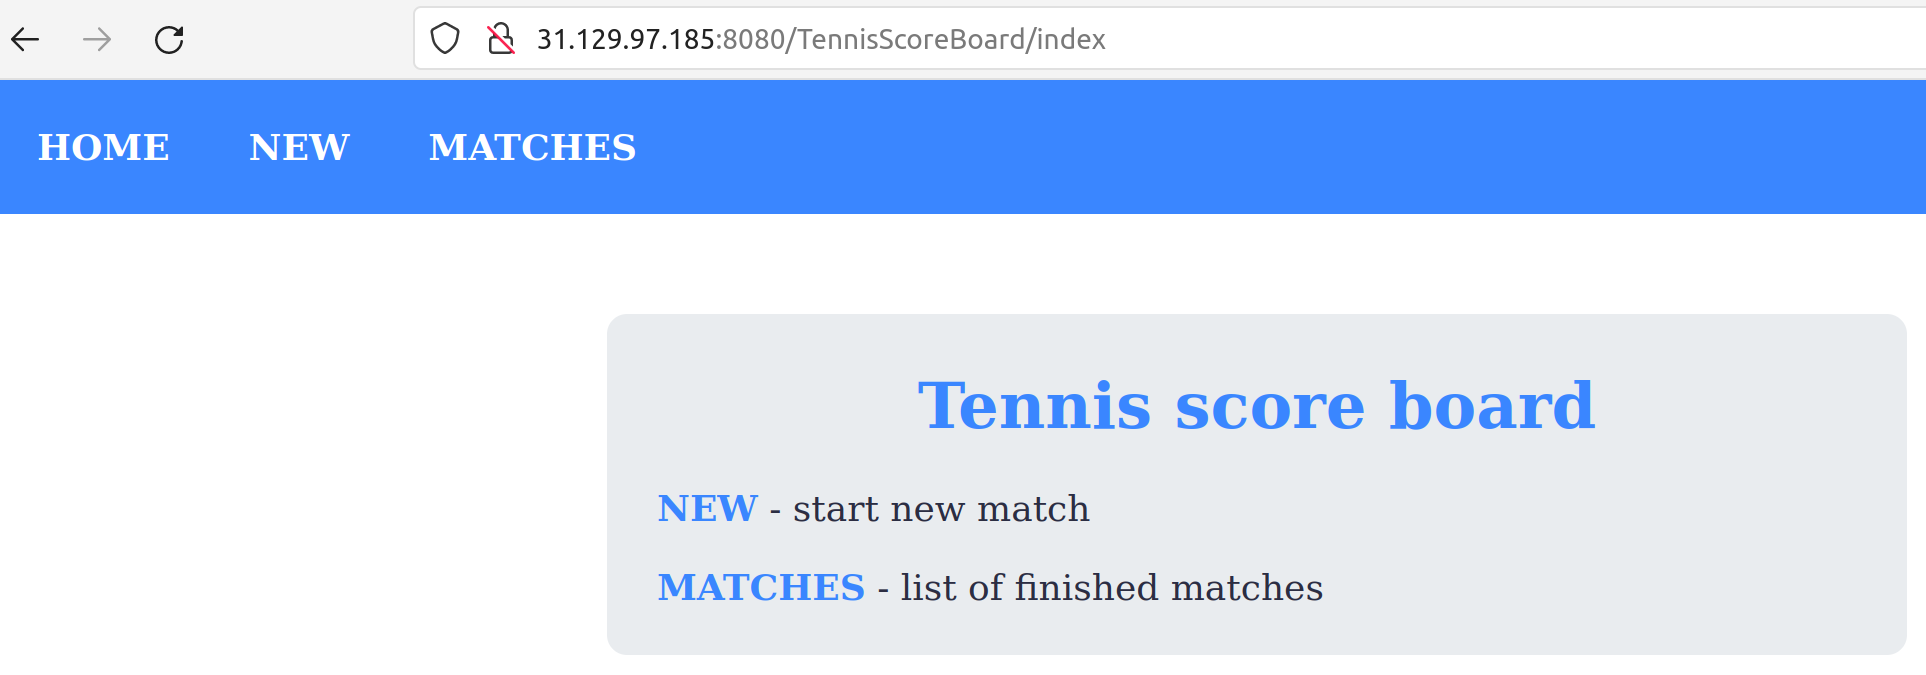 31.129.97.185:8080/TennisScoreBoard/index
HOME NEW MATCHES
Tennis score board
NEW - start new match
MATCHES - list of finished matches